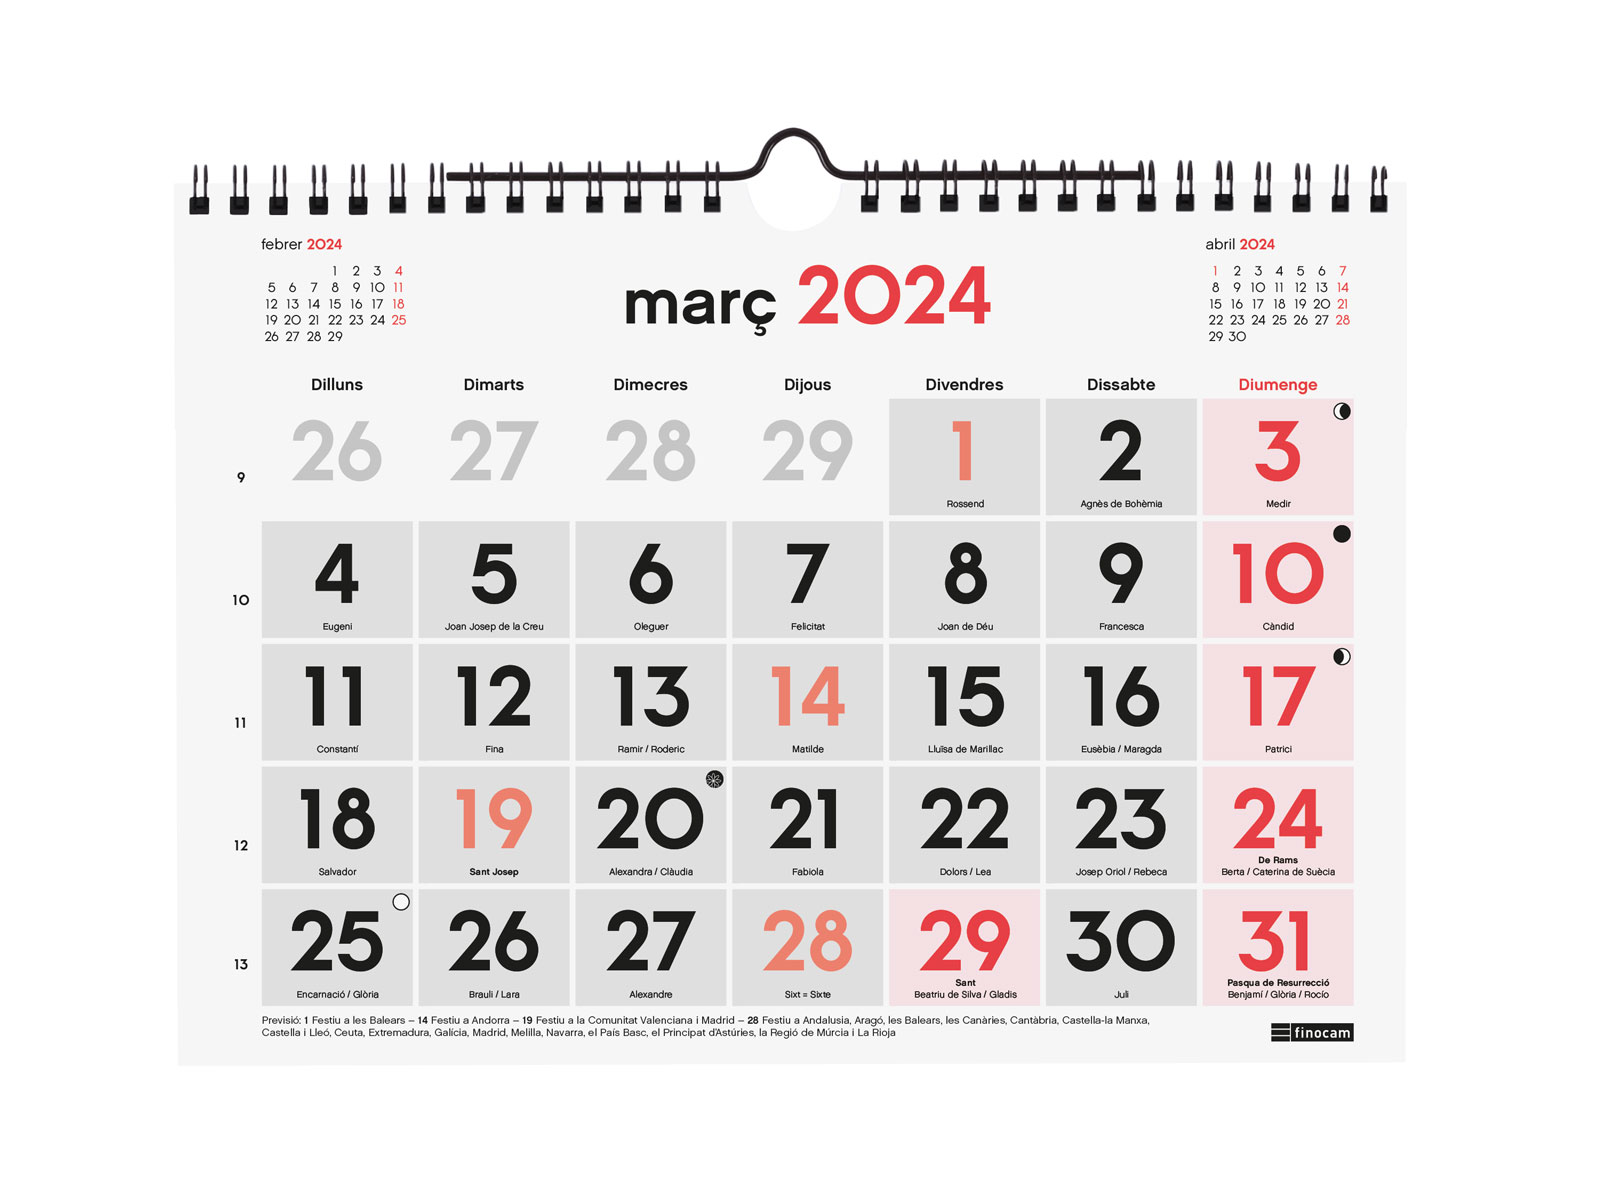 febrer 2024
1 2 3 4
5 6 7 8 9 10 11
12 13 14 15 16 17 18
19 20 21 22 23 24 25
26 27 28 29
març 2024
abril 2024
1 2 3 4 5 6 7
8 9 10 11 12 13 14
15 16 17 18 19 20 21
22 23 24 25 26 27 28
29 30
Dilluns Dimarts Dimecres Dijous Divendres Dissabte Diumenge
9 26 27 28 29 1 2 3
Rossend Agnès de Bohèmia Medir
10 4 5 6 7 8 9 10
Eugeni Joan Josep de la Creu Oleguer Felicitat Joan de Déu Francesca Càndid
11 11 12 13 14 15 16 17
Constantí Fina Ramir / Roderic Matilde Lluïsa de Marillac Eusèbia / Maragda Patrici
12 18 19 20 21 22 23 24
De Rams
Salvador Sant Josep Alexandra / Clàudia Fabiola Dolors / Lea Josep Oriol / Rebeca Berta / Caterina de Suècia
13 25 26 27 28 29 30 31
Sant Pasqua de Resurrecció
Encarnació / Glòria Brauli / Lara Alexandre Sixt = Sixte Beatriu de Silva / Gladis Juli Benjamí / Glòria / Rocío
Previsió: 1 Festiu a les Balears – 14 Festiu a Andorra – 19 Festiu a la Comunitat Valenciana i Madrid – 28 Festiu a Andalusia, Aragó, les Balears, les Canàries, Cantàbria, Castella-la Manxa,
Castella i Lleó, Ceuta, Extremadura, Galícia, Madrid, Melilla, Navarra, el País Basc, el Principat d'Astúries, la Regió de Múrcia i La Rioja
finocam